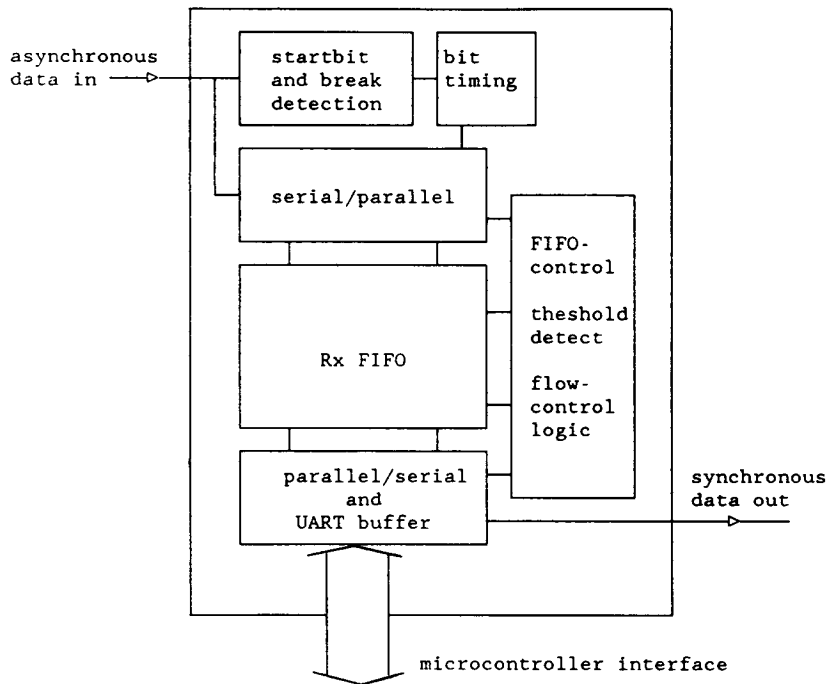 asynchronous
data in
startbit
and break
detection
bit
timing
serial/parallel
FIFO-
control
theshold
detect
flow-
control
logic
Rx FIFO
parallel/serial
and
UART buffer
synchronous
data out
microcontroller interface